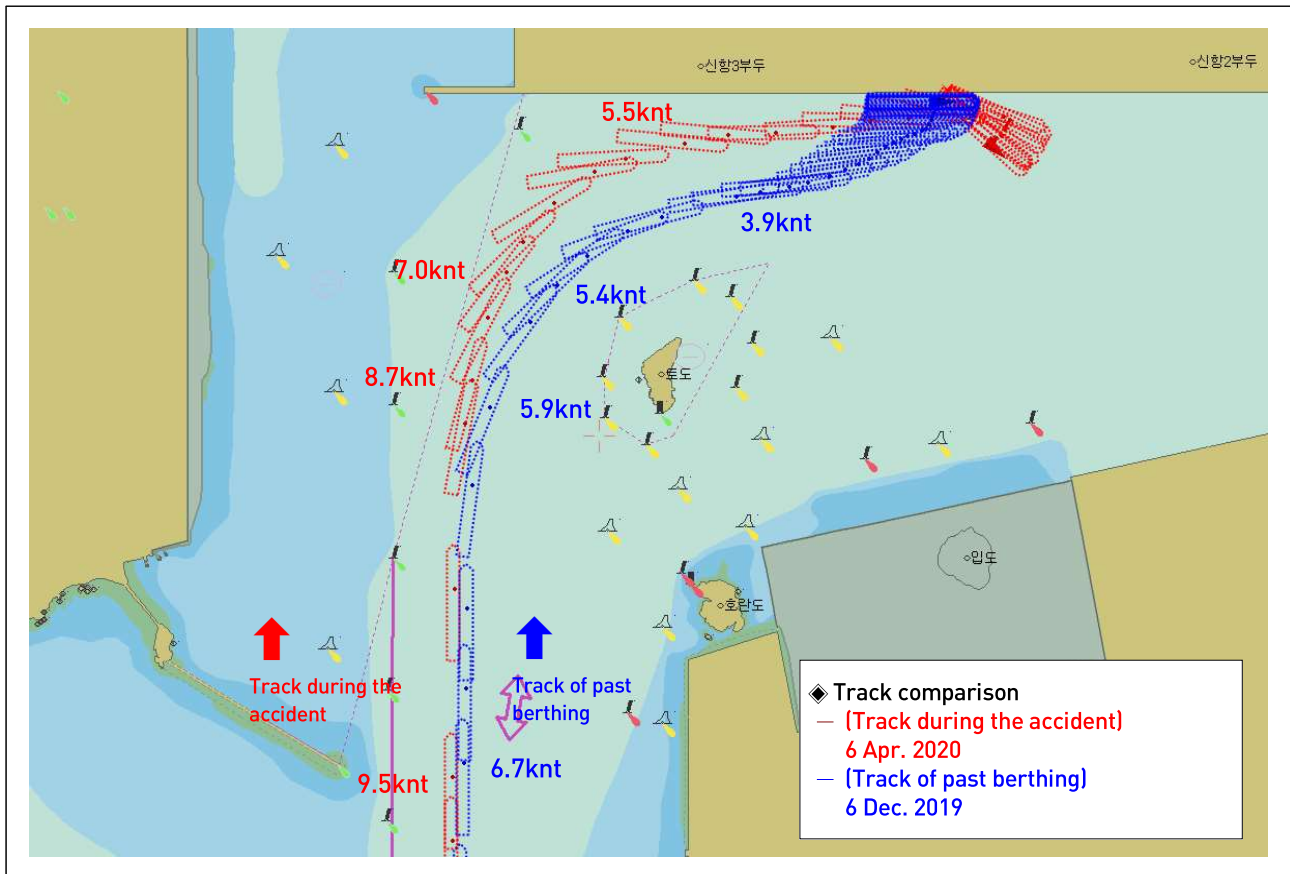 신항3부두
신항2부두
5.5knt
3.9knt
7.0knt
5.4knt
8.7knt
토도
5.9knt
입도
호란도
Track during the
accident
Track of past
berthing
6.7knt
9.5knt
◈ Track comparison
— (Track during the accident)
6 Apr. 2020
— (Track of past berthing)
6 Dec. 2019